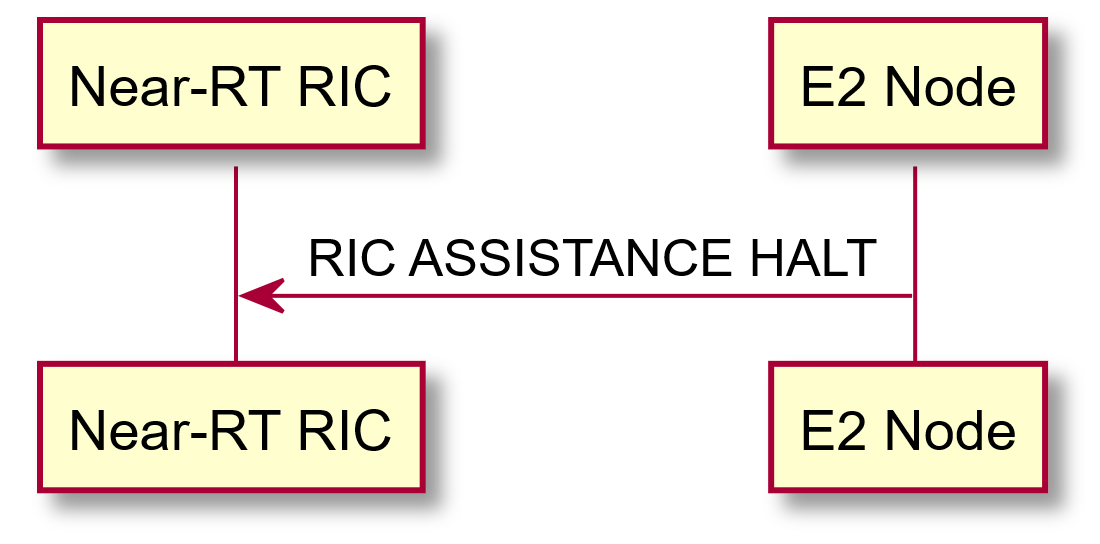 Near-RT RIC
E2 Node
RIC ASSISTANCE HALT
Near-RT RIC
E2 Node